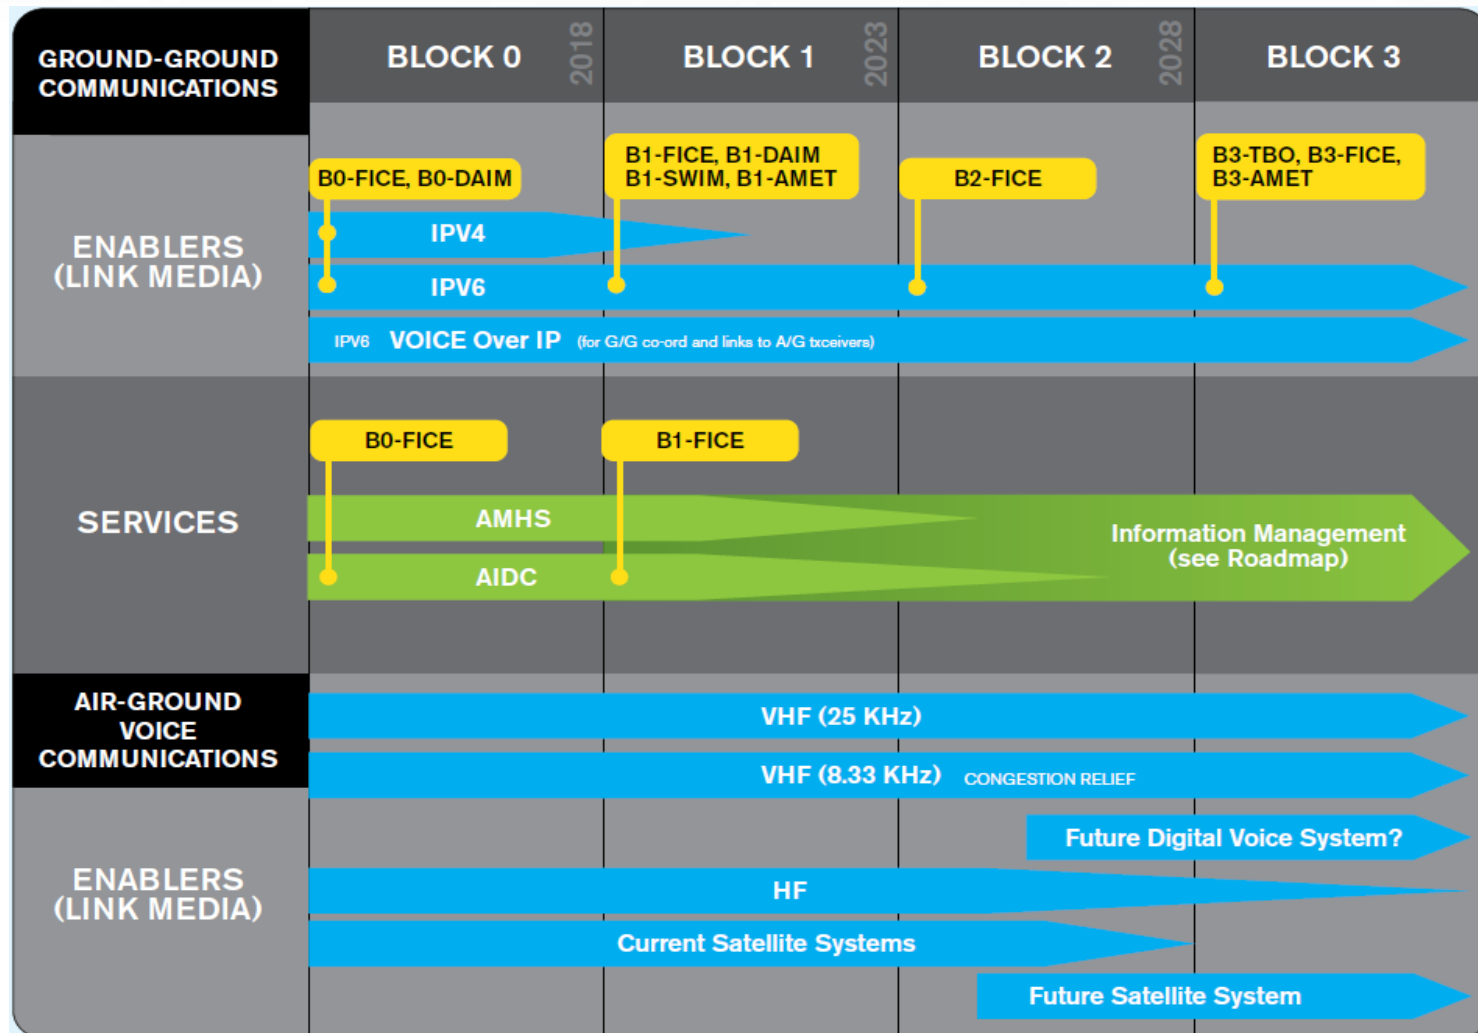 GROUND-GROUND
COMMUNICATIONS
BLOCK 0
2018
BLOCK 1
2023
BLOCK 2
2028
BLOCK 3
ENABLERS
(LINK MEDIA)
B0-FICE, B0-DAIM
B1-FICE, B1-DAIM
B1-SWIM, B1-AMET
B2-FICE
B3-TBO, B3-FICE,
B3-AMET
IPV4
IPV6
IPV6 VOICE Over IP (for G/G co-ord and links to A/G txceivers)
SERVICES
B0-FICE
B1-FICE
AMHS
AIDC
Information Management
(see Roadmap)
AIR-GROUND
VOICE
COMMUNICATIONS
VHF (25 KHz)
VHF (8.33 KHz) CONGESTION RELIEF
ENABLERS
(LINK MEDIA)
Future Digital Voice System?
HF
Current Satellite Systems
Future Satellite System